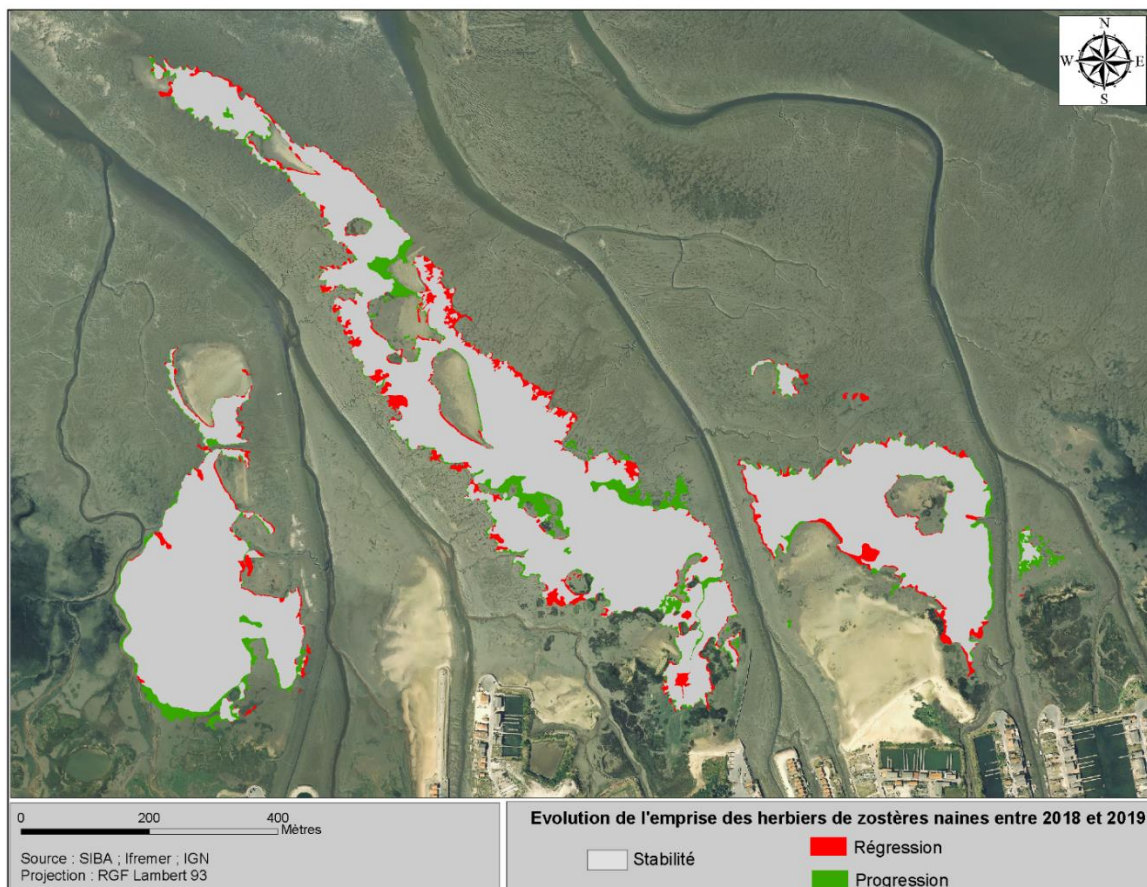 N
W E
S
0 200 400
Mètres
Source : SIBA ; Ifremer ; IGN
Projection : RGF Lambert 93
Evolution de l'emprise des herbiers de zostères naines entre 2018 et 2019
Stabilité
Régression
Progression